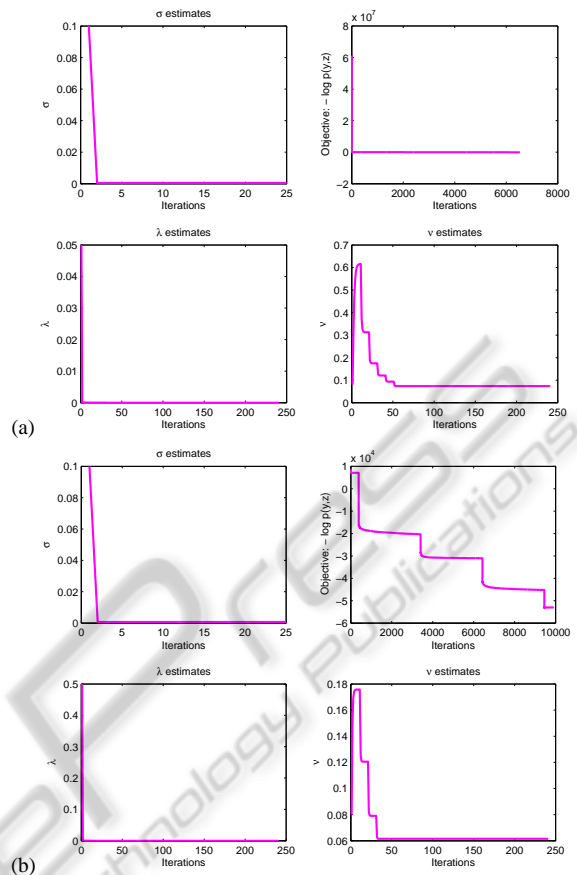 σ estimates
0.1
0.08
0.06
0.04
0.02
0
σ
0 5 10 15 20 25
Iterations
x 10^7
8
6
4
2
0
−2
Objective: − log p(y,z)
0 2000 4000 6000 8000
Iterations
λ estimates
0.05
0.04
0.03
0.02
0.01
0
λ
0 50 100 150 200 250
Iterations
ν estimates
0.7
0.6
0.5
0.4
0.3
0.2
0.1
0
ν
0 50 100 150 200 250
Iterations
(a)
σ estimates
0.1
0.08
0.06
0.04
0.02
0
σ
0 5 10 15 20 25
Iterations
x 10^4
1
0
−1
−2
−3
−4
−5
−6
Objective: − log p(y,z)
0 2000 4000 6000 8000 10000
Iterations
λ estimates
0.5
0.4
0.3
0.2
0.1
0
λ
0 50 100 150 200 250
Iterations
ν estimates
0.18
0.16
0.14
0.12
0.1
0.08
0.06
ν
0 50 100 150 200 250
Iterations
(b)
Press
Technology Publications